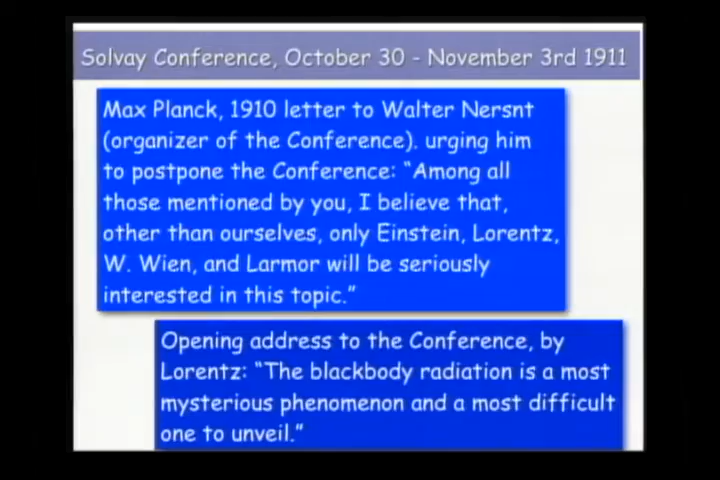 Solvay Conference, October 30 - November 3rd 1911
Max Planck, 1910 letter to Walter Nersnt
(organizer of the Conference). urging him
to postpone the Conference: “Among all
those mentioned by you, I believe that,
other than ourselves, only Einstein, Lorentz,
W. Wien, and Larmor will be seriously
interested in this topic.”
Opening address to the Conference, by
Lorentz: “The blackbody radiation is a most
mysterious phenomenon and a most difficult
one to unveil.”